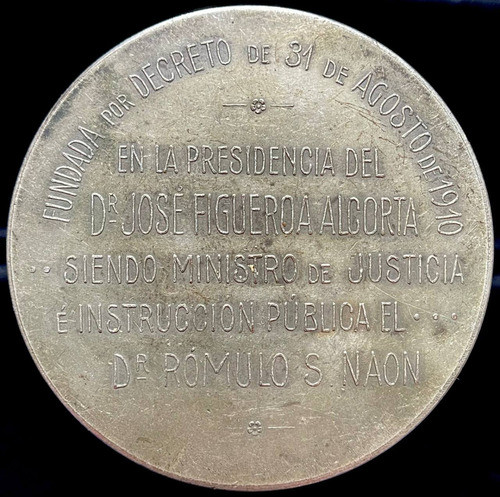 FUNDADA POR DECRETO DE 31 DE AGOSTO DE 1910
EN LA PRESIDENCIA DEL
DR JOSÉ FIGUEROA ALCORTA
·· SIENDO MINISTRO DE JUSTICIA
É INSTRUCCIÓN PÚBLICA EL ···
DR RÓMULO S. NAON